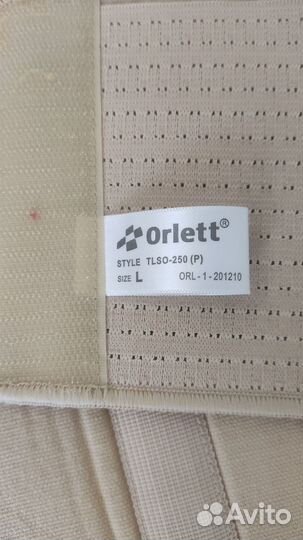 Orlett®
STYLE TLSO-250 (P)
SIZE L ORL - 1 - 201210
Avito